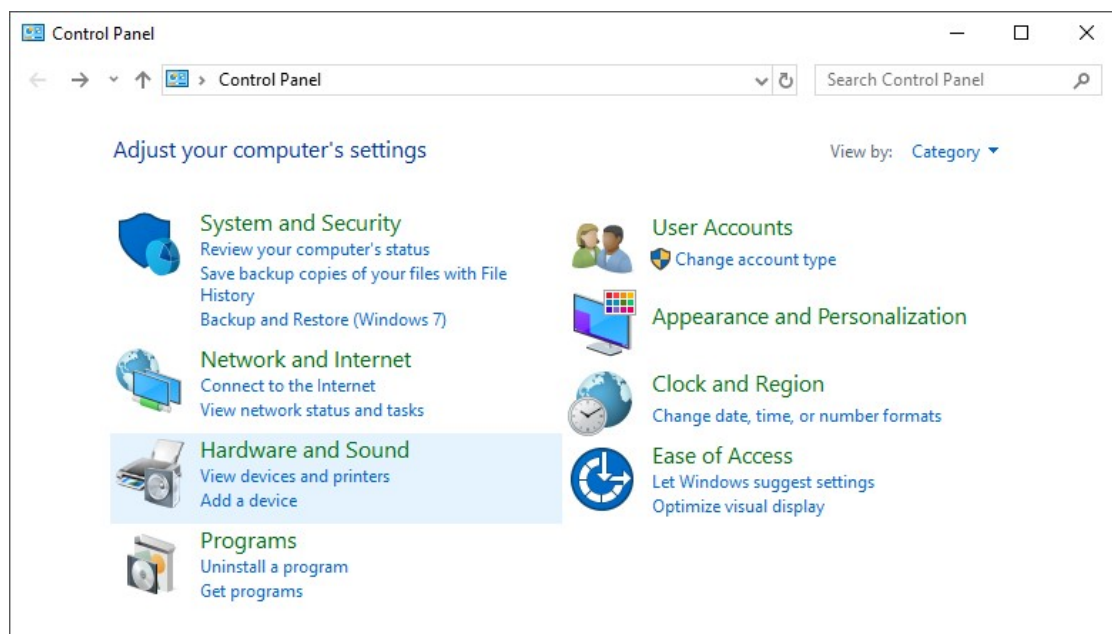 Control Panel
Control Panel
Search Control Panel
Adjust your computer's settings
View by: Category
System and Security
Review your computer's status
Save backup copies of your files with File
History
Backup and Restore (Windows 7)
Network and Internet
Connect to the Internet
View network status and tasks
Hardware and Sound
View devices and printers
Add a device
Programs
Uninstall a program
Get programs
User Accounts
Change account type
Appearance and Personalization
Clock and Region
Change date, time, or number formats
Ease of Access
Let Windows suggest settings
Optimize visual display